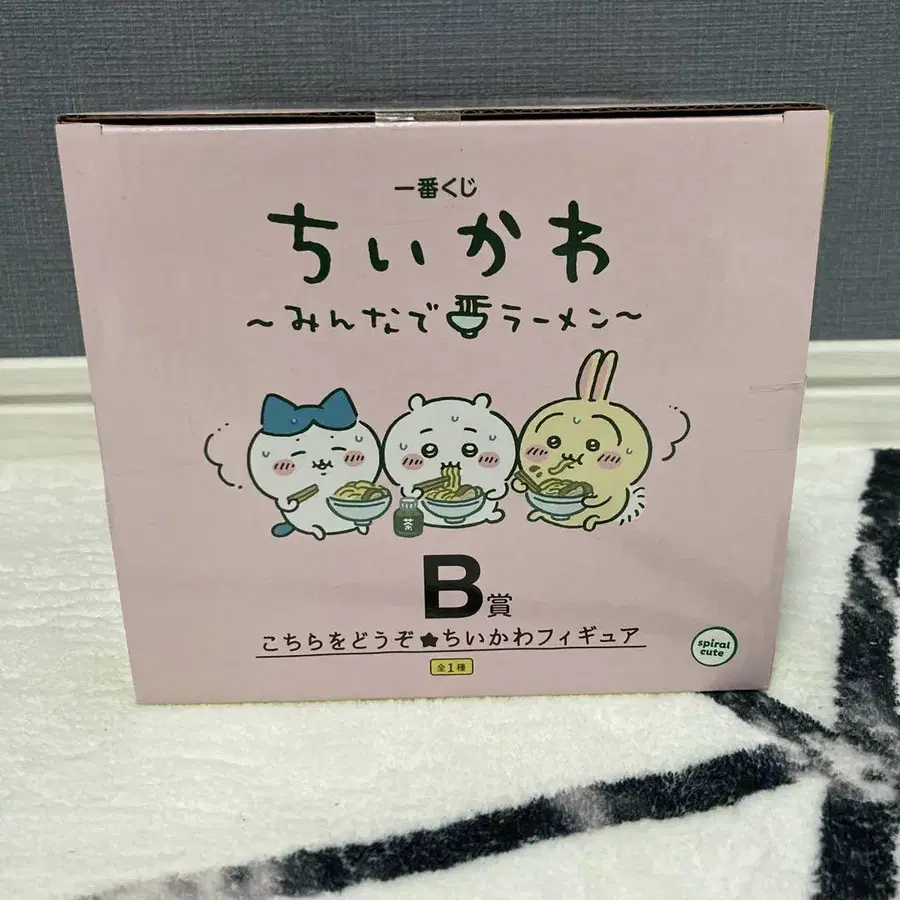 一番くじ
ちいかわ
～みんなでラーメン～
茶
B賞
こちらをどうぞ★ちいかわフィギュア
全1種
spiral
cute